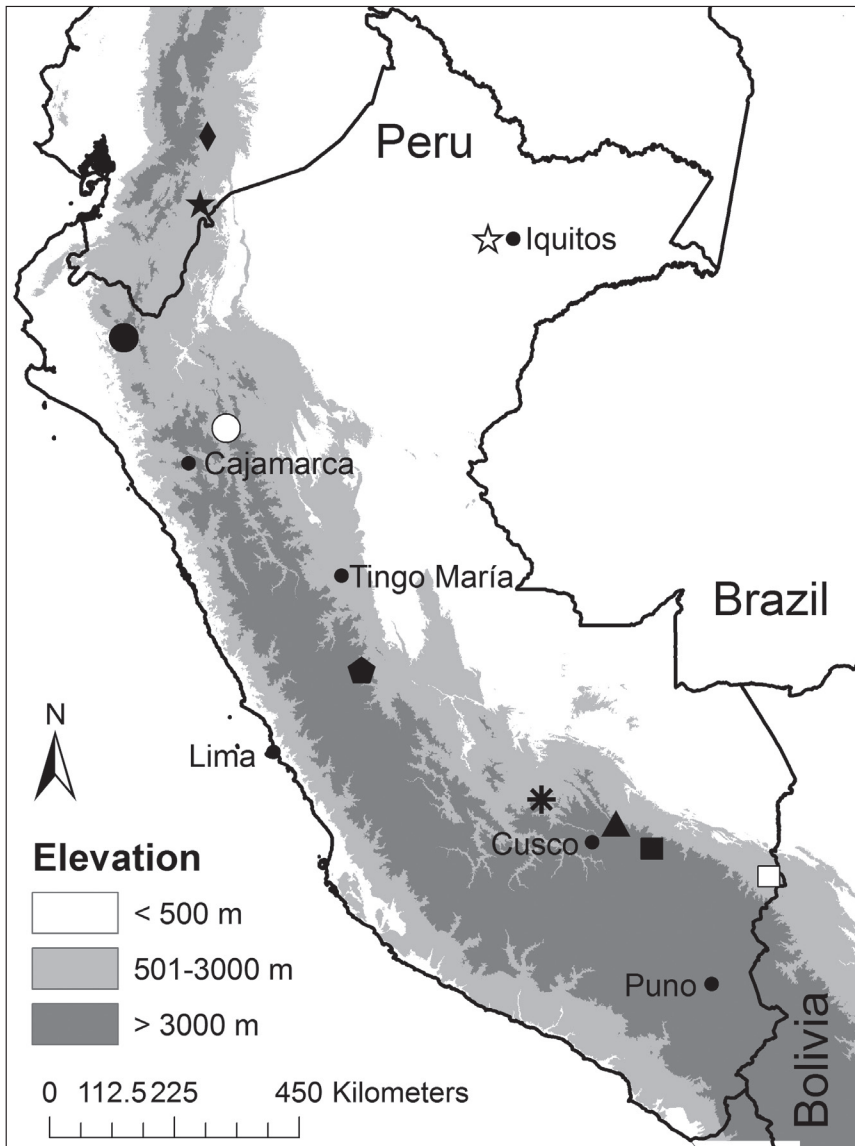 Peru
Iquitos
Cajamarca
Tingo María
Brazil
N
Lima
Cusco
Elevation
< 500 m
501-3000 m
> 3000 m
Puno
Bolivia
0 112.5 225 450 Kilometers